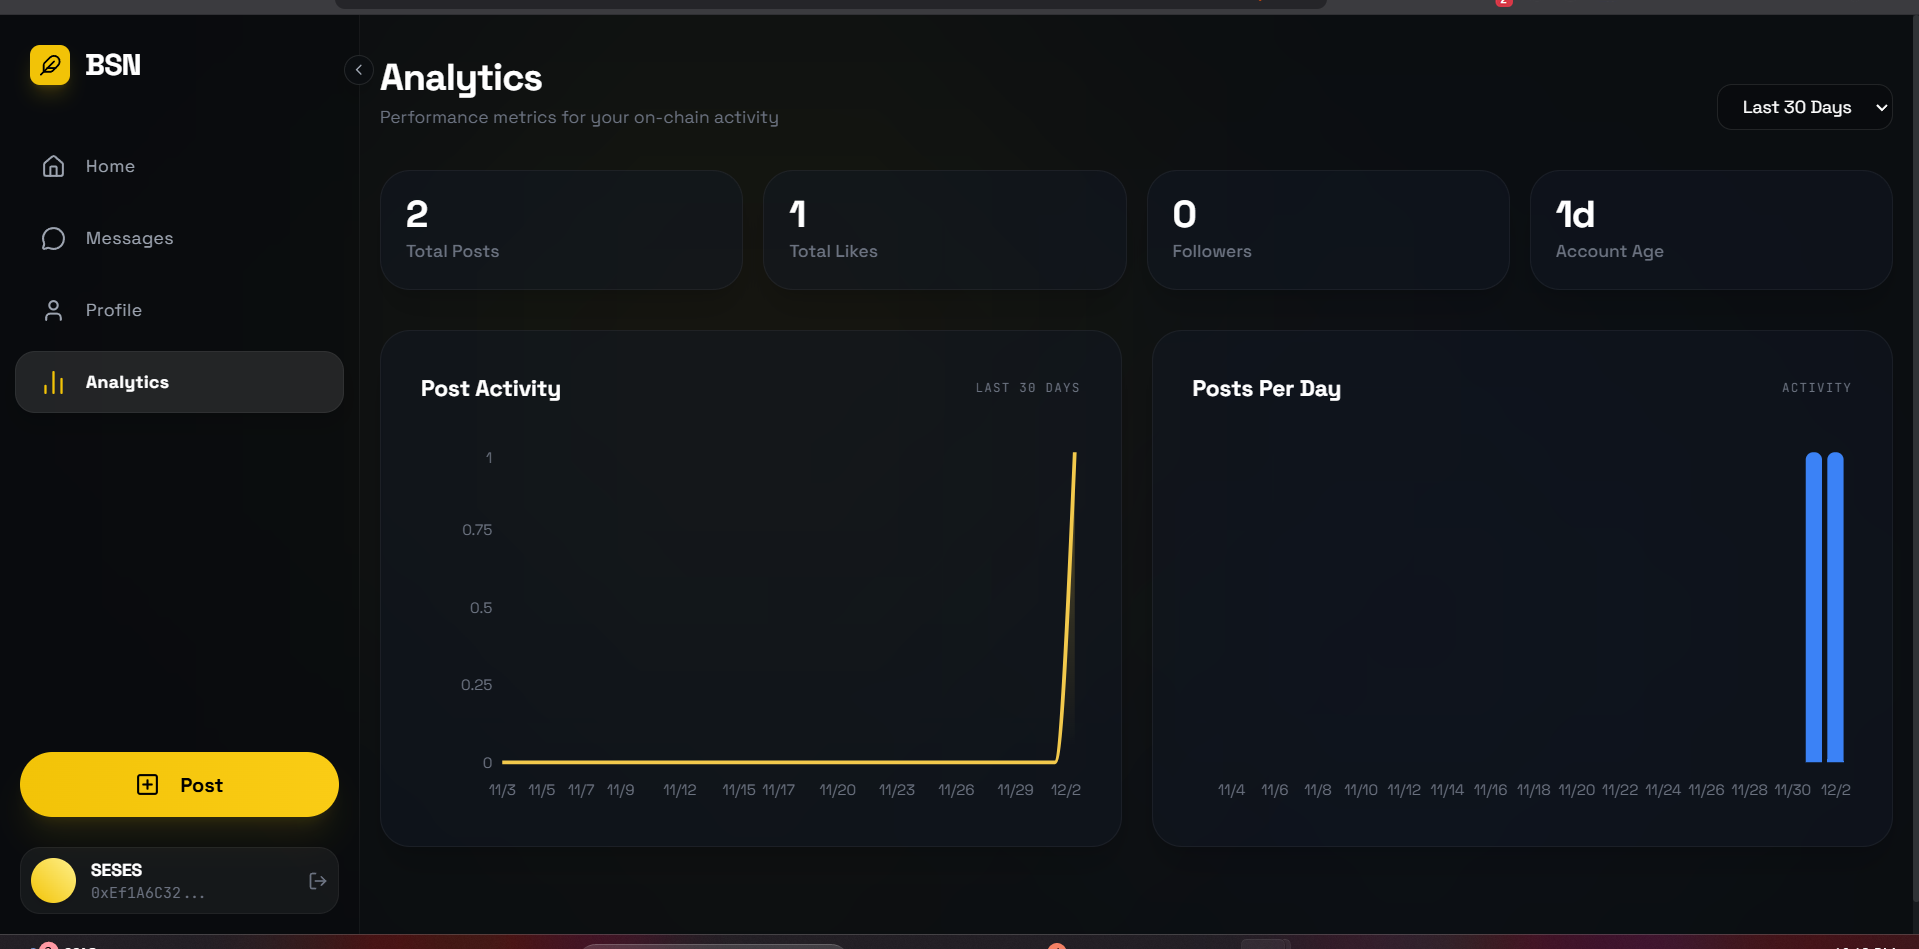 BSN
Home
Messages
Profile
Analytics
Post
SESES
0xEf1A6C32...
Analytics
Performance metrics for your on-chain activity
Last 30 Days
2
Total Posts
1
Total Likes
0
Followers
1d
Account Age
Post Activity
LAST 30 DAYS
1
0.75
0.5
0.25
0
11/3 11/5 11/7 11/9 11/12 11/15 11/17 11/20 11/23 11/26 11/29 12/2
Posts Per Day
ACTIVITY
11/4 11/6 11/8 11/10 11/12 11/14 11/16 11/18 11/20 11/22 11/24 11/26 11/28 11/30 12/2